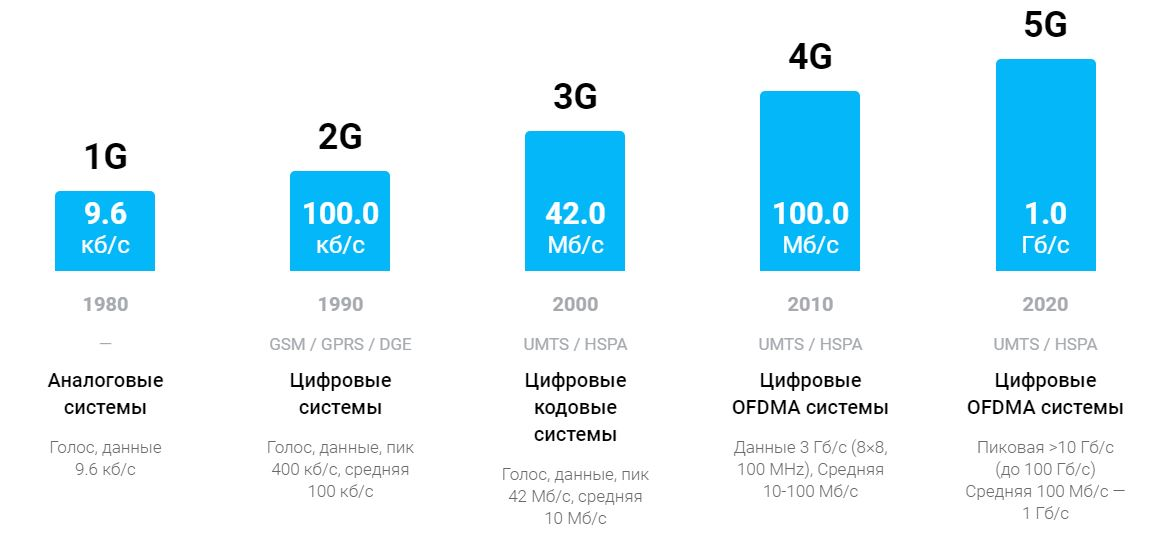 1G
9.6
кб/с
1980
—
Аналоговые
системы
Голос, данные
9.6 кб/с
2G
100.0
кб/с
1990
GSM / GPRS / DGE
Цифровые
системы
Голос, данные, пик
400 кб/с, средняя
100 кб/с
3G
42.0
Мб/с
2000
UMTS / HSPA
Цифровые
кодовые
системы
Голос, данные, пик
42 Мб/с, средняя
10 Мб/с
4G
100.0
Мб/с
2010
UMTS / HSPA
Цифровые
OFDMA системы
Данные 3 Гб/с (8×8,
100 MHz), Средняя
10-100 Мб/с
5G
1.0
Гб/с
2020
UMTS / HSPA
Цифровые
OFDMA системы
Пиковая >10 Гб/с
(до 100 Гб/с)
Средняя 100 Мб/с —
1 Гб/с